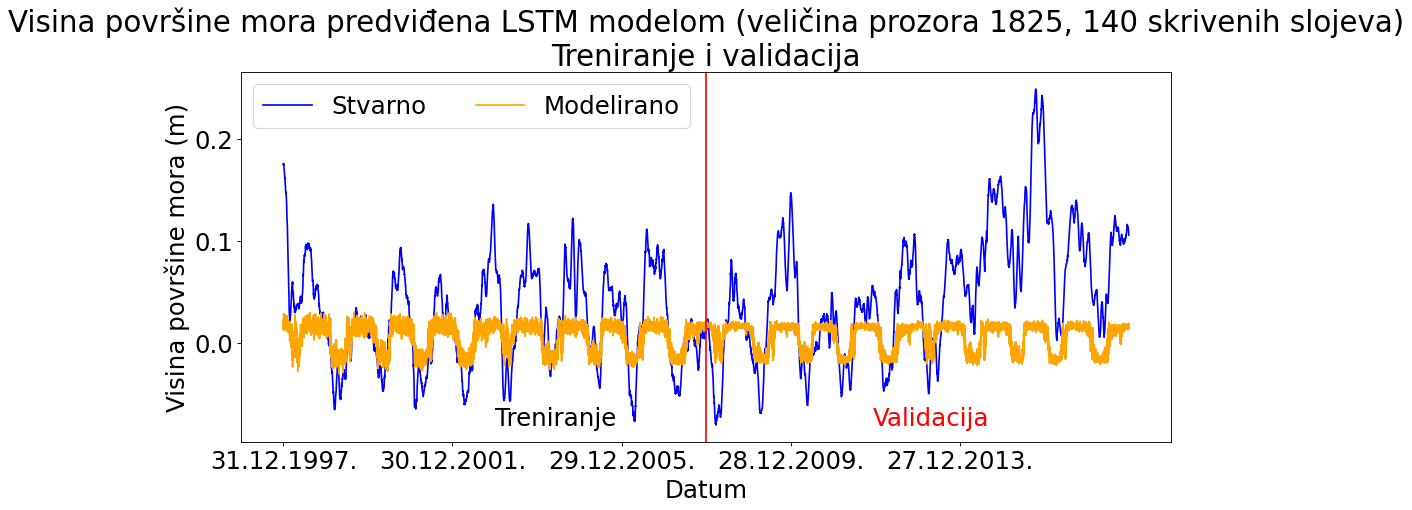 Visina površine mora predviđena LSTM modelom (veličina prozora 1825, 140 skrivenih slojeva)
Treniranje i validacija
Stvarno
Modelirano
Visina površine mora (m)
0.2
0.1
0.0
Treniranje
Validacija
31.12.1997.
30.12.2001.
29.12.2005.
28.12.2009.
27.12.2013.
Datum